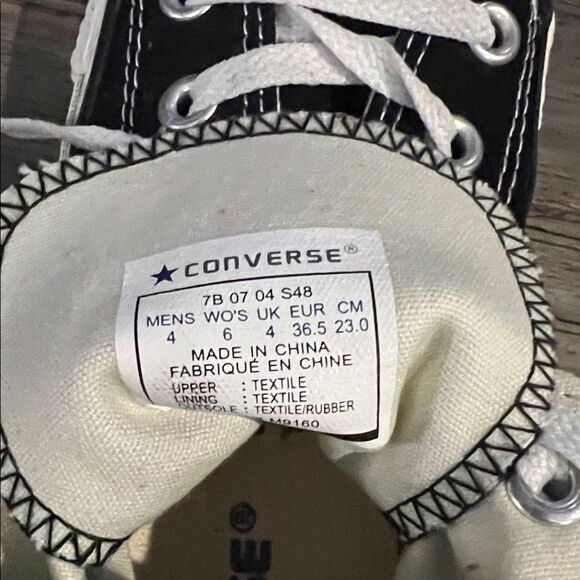 CONVERSE®
7B 07 04 S48
MENS WO'S UK EUR CM
4 6 4 36.5 23.0
MADE IN CHINA
FABRIQUÉ EN CHINE
UPPER : TEXTILE
LINING : TEXTILE
OUTSOLE : TEXTILE/RUBBER
M9160